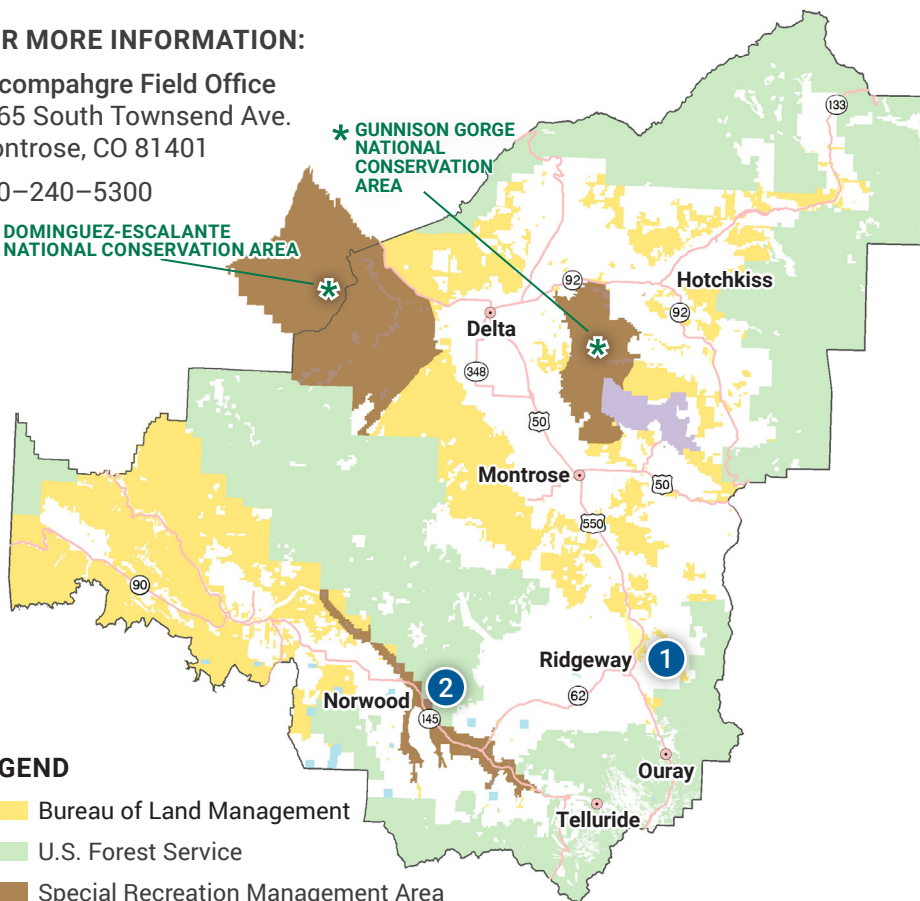 R MORE INFORMATION:
compahgre Field Office
65 South Townsend Ave.
ontrose, CO 81401
0–240–5300
* GUNNISON GORGE
NATIONAL
CONSERVATION
AREA
DOMINGUEZ-ESCALANTE
NATIONAL CONSERVATION AREA
*
*
133
92
Hotchkiss
92
Delta
348
50
Montrose
50
550
90
Ridgeway
1
2
Norwood
62
145
Ouray
Telluride
GEND
Bureau of Land Management
U.S. Forest Service
Special Recreation Management Area